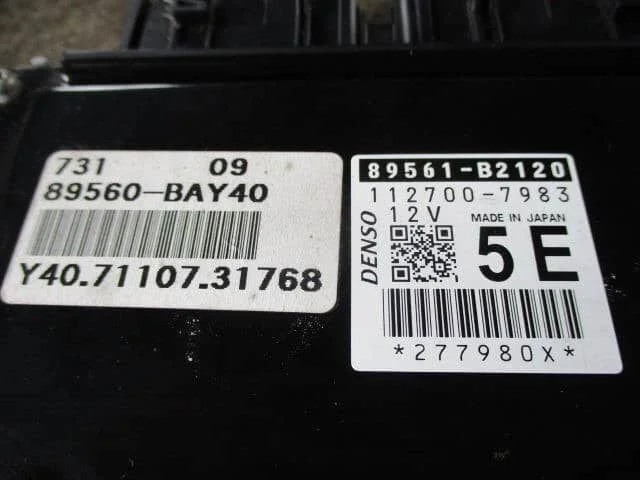 731 09
89560-BAY40
Y40.71107.31768
89561-B2120
112700-7983
DENSO
12V
MADE IN JAPAN
5E
*277980X*